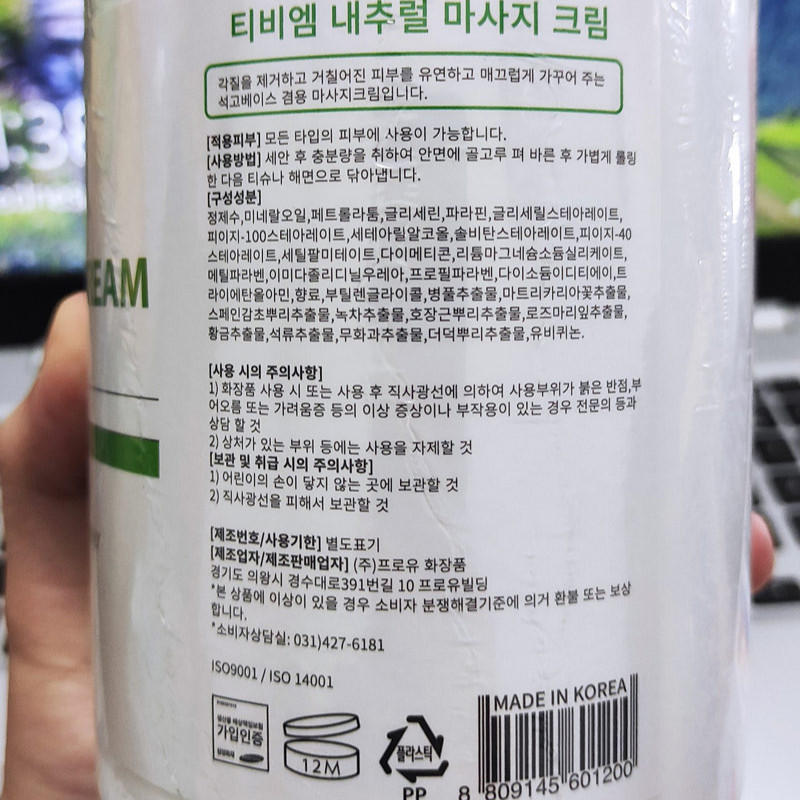 티비엠 내추럴 마사지 크림
각질을 제거하고 거칠어진 피부를 유연하고 매끄럽게 가꾸어 주는
석고베이스 겸용 마사지크림입니다.
[적용피부] 모든 타입의 피부에 사용이 가능합니다.
[사용방법] 세안 후 충분량을 취하여 안면에 골고루 펴 바른 후 가볍게 롤링
한 다음 티슈나 해면으로 닦아냅니다.
[구성성분]
정제수,미네랄오일,페트롤라툼,글리세린,파라핀,글리세릴스테아레이트,
피이지-100스테아레이트,세테아릴알코올,솔비탄스테아레이트,피이지-40
스테아레이트,세틸팔미테이트,다이메티콘,리튬마그네슘소듐실리케이트,
메틸파라벤,이미다졸리디닐우레아,프로필파라벤,다이소듐이디티에이,트
라이에탄올아민,향료,부틸렌글라이콜,병풀추출물,마트리카리아꽃추출물,
스페인감초뿌리추출물,녹차추출물,호장근뿌리추출물,로즈마리잎추출물,
황금추출물,석류추출물,무화과추출물,더덕뿌리추출물,유비퀴논.
EAM
[사용 시의 주의사항]
1) 화장품 사용 시 또는 사용 후 직사광선에 의하여 사용부위가 붉은 반점,부
어오름 또는 가려움증 등의 이상 증상이나 부작용이 있는 경우 전문의 등과
상담 할 것
2) 상처가 있는 부위 등에는 사용을 자제할 것
[보관 및 취급 시의 주의사항]
1) 어린이의 손이 닿지 않는 곳에 보관할 것
2) 직사광선을 피해서 보관할 것
[제조번호/사용기한] 별도표기
[제조업자/제조판매업자] (주)프로유 화장품
경기도 의왕시 경수대로391번길 10 프로유빌딩
*본 상품에 이상이 있을 경우 소비자 분쟁해결기준에 의거 환불 또는 보상
합니다.
*소비자상담실: 031)427-6181
ISO9001 / ISO 14001
가입인증
12M
플라스틱
PP
MADE IN KOREA
8 809145 601200